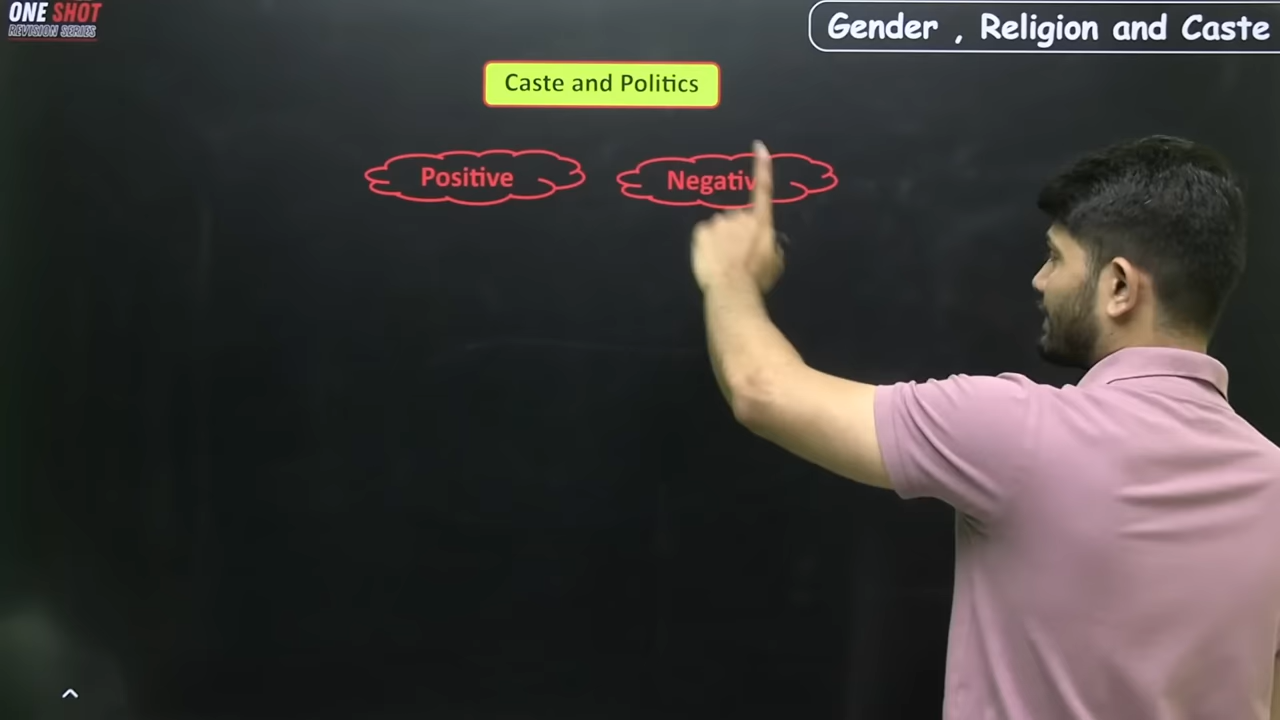 ONE SHOT
REVISION SERIES
Gender , Religion and Caste
Caste and Politics
Positive
Negativ